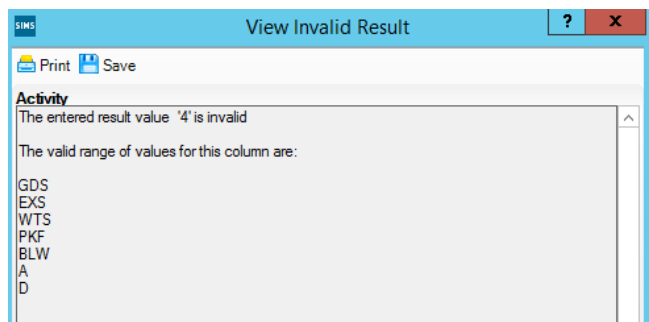 SIMS View Invalid Result ? X
Print Save
Activity
The entered result value '4' is invalid
The valid range of values for this column are:
GDS
EXS
WTS
PKF
BLW
A
D